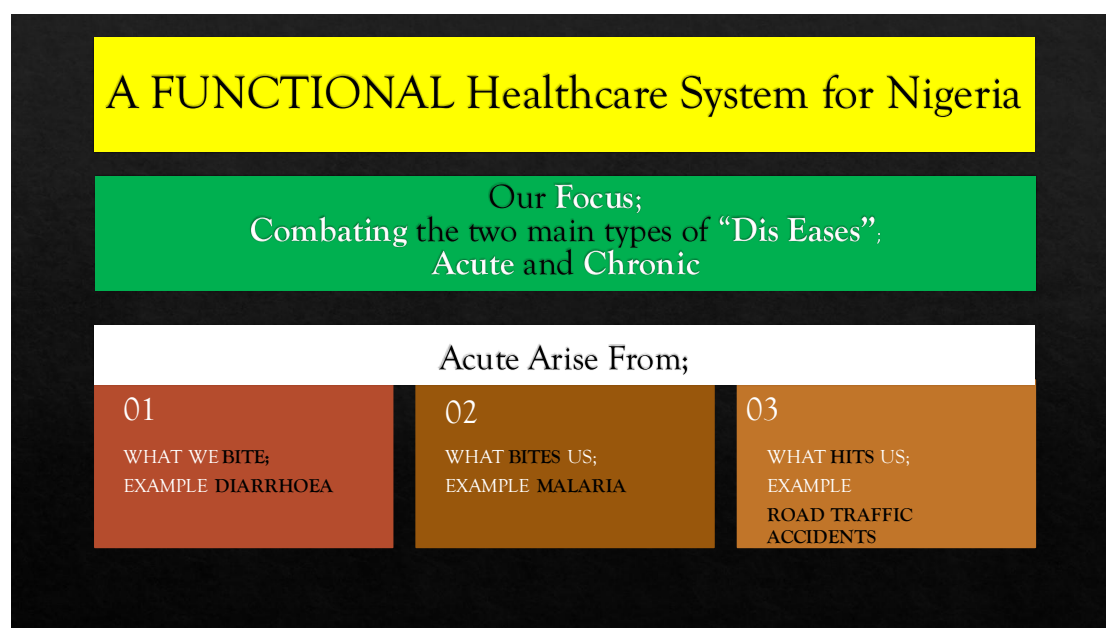 A FUNCTIONAL Healthcare System for Nigeria
Our Focus;
Combating the two main types of “Dis Eases”;
Acute and Chronic
Acute Arise From;
01
WHAT WE BITE;
EXAMPLE DIARRHOEA
02
WHAT BITES US;
EXAMPLE MALARIA
03
WHAT HITS US;
EXAMPLE
ROAD TRAFFIC
ACCIDENTS